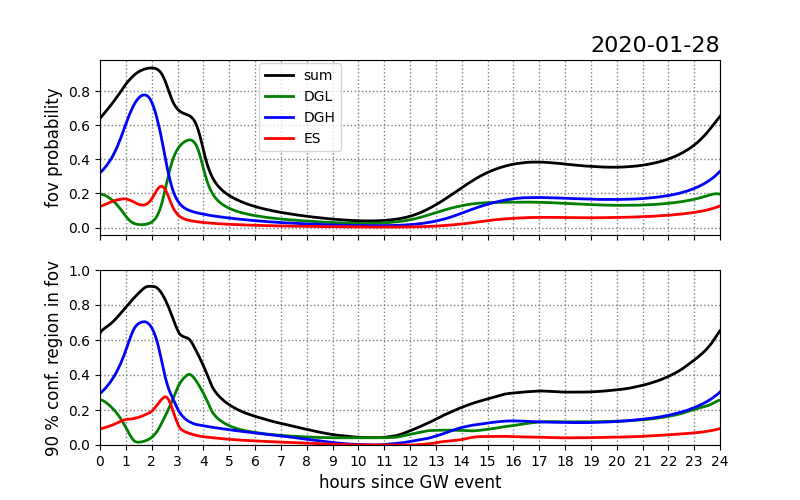 2020-01-28
fov probability
0.8
0.6
0.4
0.2
0.0
sum
DGL
DGH
ES
90 % conf. region in fov
1.0
0.8
0.6
0.4
0.2
0.0
0 1 2 3 4 5 6 7 8 9 10 11 12 13 14 15 16 17 18 19 20 21 22 23 24
hours since GW event